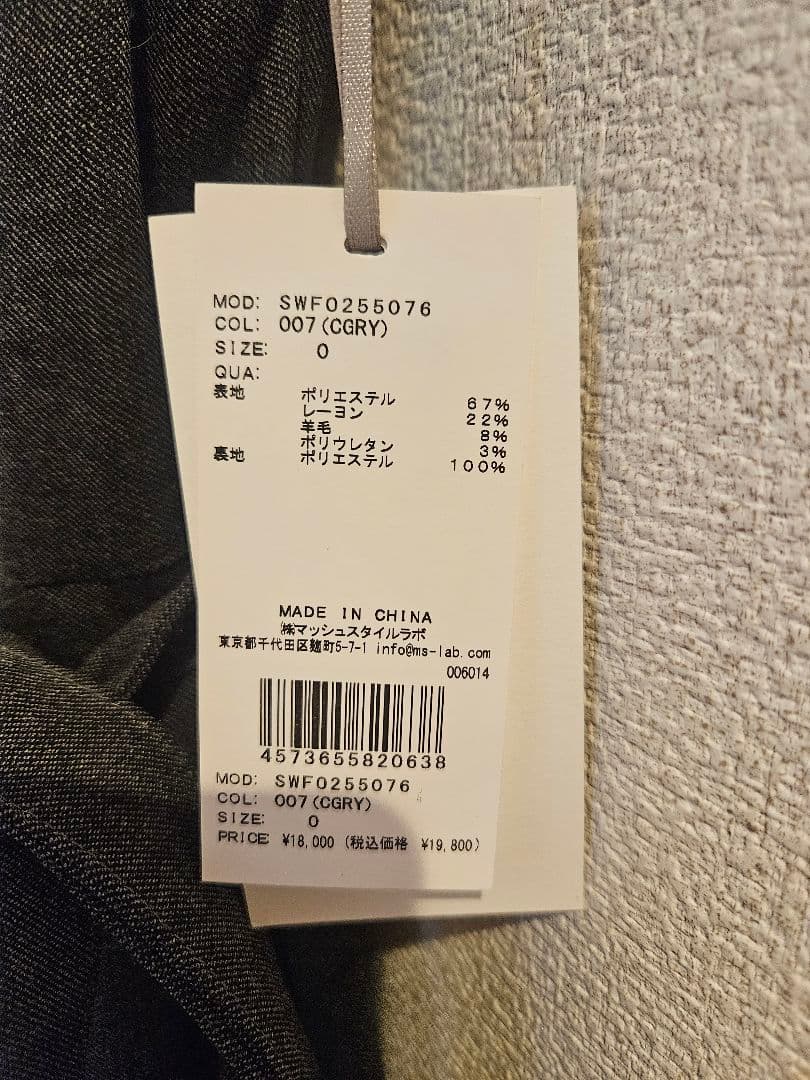 MOD: SWF0255076
COL: 007(CGRY)
SIZE: 0
QUA:
表地 ポリエステル 67%
レーヨン 22%
羊毛 8%
ポリウレタン 3%
裏地 ポリエステル 100%
MADE IN CHINA
㈱マッシュスタイルラボ
東京都千代田区麹町5-7-1 info@ms-lab.com
006014
4573655820638
MOD: SWF0255076
COL: 007(CGRY)
SIZE: 0
PRICE: ¥18,000 (税込価格 ¥19,800)